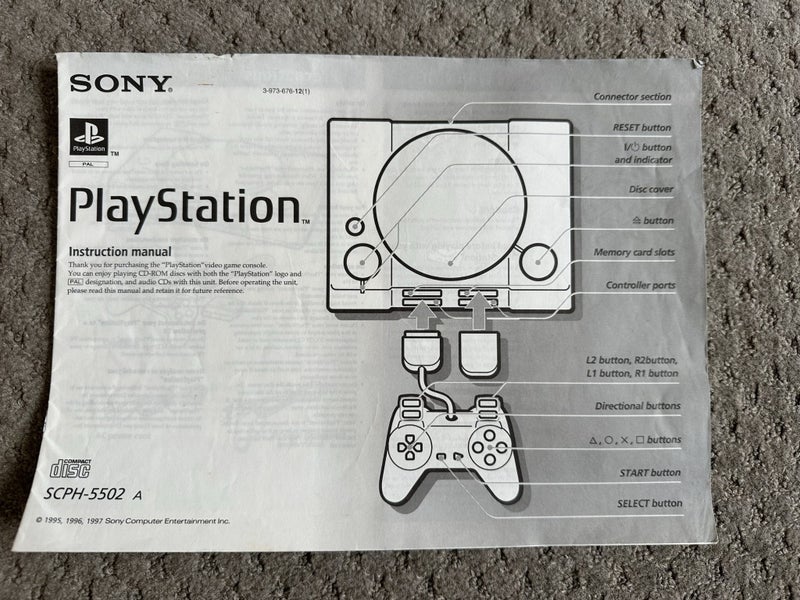 SONY®
3-973-676-12(1)
PlayStation
TM
PAL
PlayStation™
Instruction manual
Thank you for purchasing the "PlayStation"video game console.
You can enjoy playing CD-ROM discs with both the "PlayStation" logo and
PAL designation, and audio CDs with this unit. Before operating the unit,
please read this manual and retain it for future reference.
Connector section
RESET button
I/⏻ button
and indicator
Disc cover
≜ button
Memory card slots
Controller ports
L2 button, R2button,
L1 button, R1 button
Directional buttons
△, ○, ×, □ buttons
START button
SELECT button
COMPACT
disc
SCPH-5502 A
© 1995, 1996, 1997 Sony Computer Entertainment Inc.